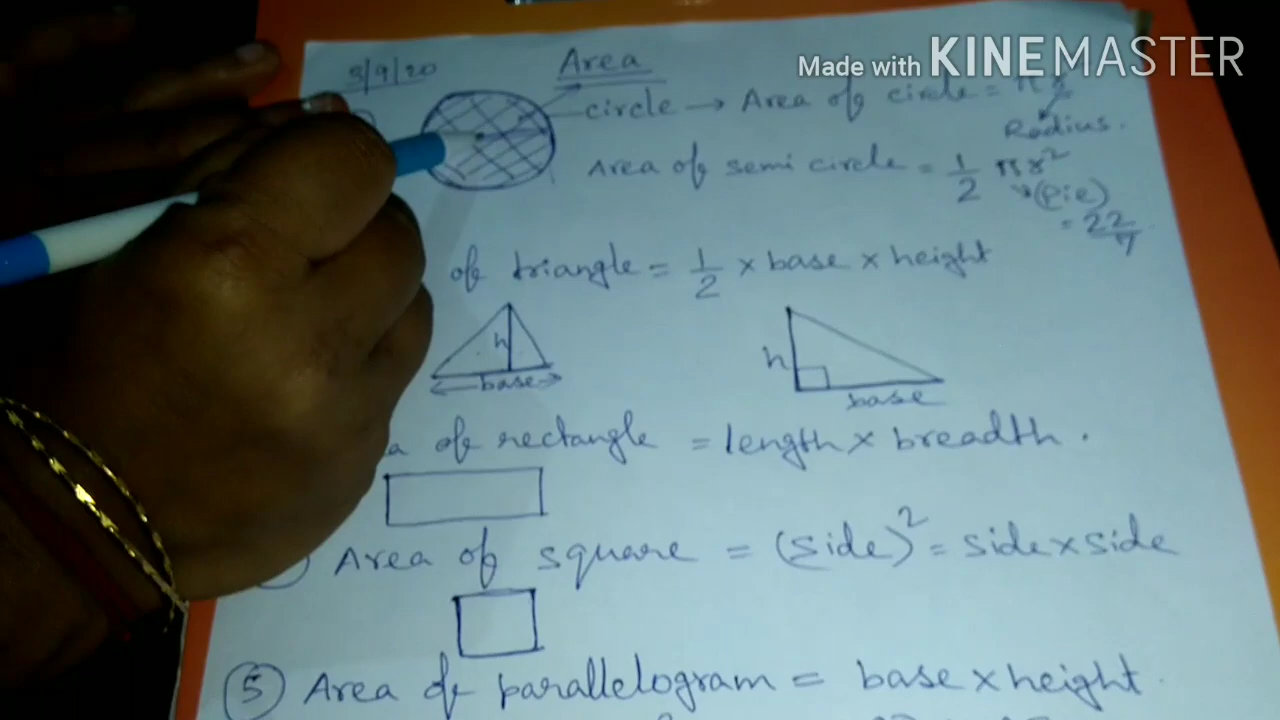 Made with KINEMASTER
3/9/20 Area
circle → Area of circle =
Radius.
Area of semi circle = 1/2 πr²
(pie)
= 22/7
of triangle = 1/2 × base × height
h
base
h
base
a of rectangle = length × breadth.
Area of square = (side)² = side × side
5 Area of parallelogram = base × height.